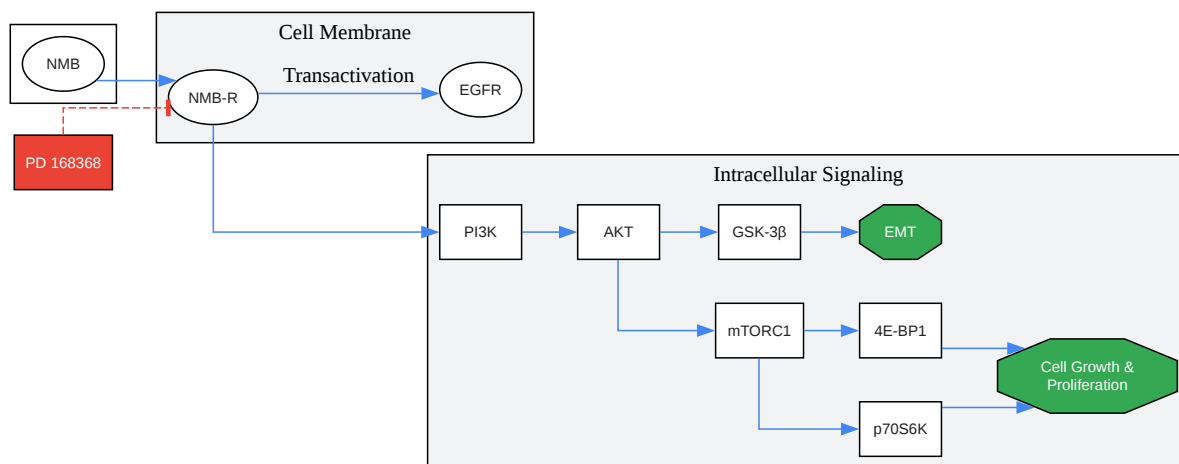 Cell Membrane
NMB
Transactivation
NMB-R
EGFR
PD 168368
Intracellular Signaling
PI3K
AKT
GSK-3β
EMT
mTORC1
4E-BP1
Cell Growth &
Proliferation
p70S6K